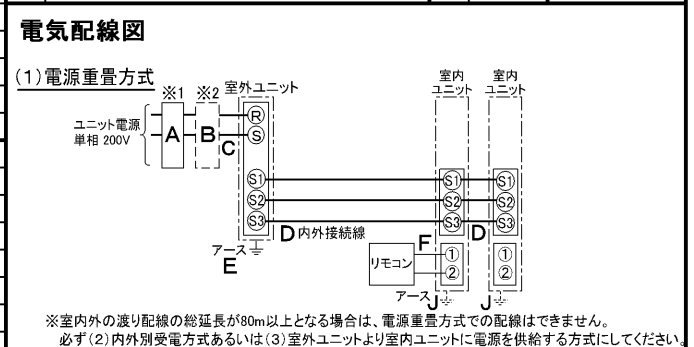 電気配線図
(1)電源重畳方式
※1 ※2 室外ユニット
室内
ユニット
室内
ユニット
ユニット電源
単相 200V
A
B
C
R
S
S1
S2
S3
S1
S2
S3
S1
S2
S3
D 内外接続線
D
アース
E
F
リモコン
1
2
1
2
アース J
J
※室内外の渡り配線の総延長が80m以上となる場合は、電源重畳方式での配線はできません。
必ず(2)内外別受電方式あるいは(3)室外ユニットより室内ユニットに電源を供給する方式にしてください。